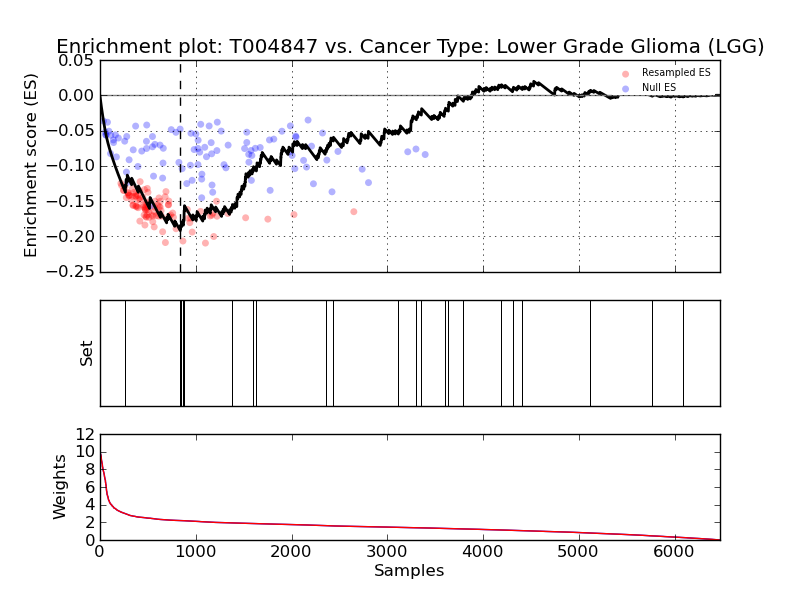 Enrichment plot: T004847 vs. Cancer Type: Lower Grade Glioma (LGG)
Enrichment score (ES)
0.05
0.00
−0.05
−0.10
−0.15
−0.20
−0.25
Resampled ES
Null ES
Set
Weights
12
10
8
6
4
2
0
0 1000 2000 3000 4000 5000 6000
Samples